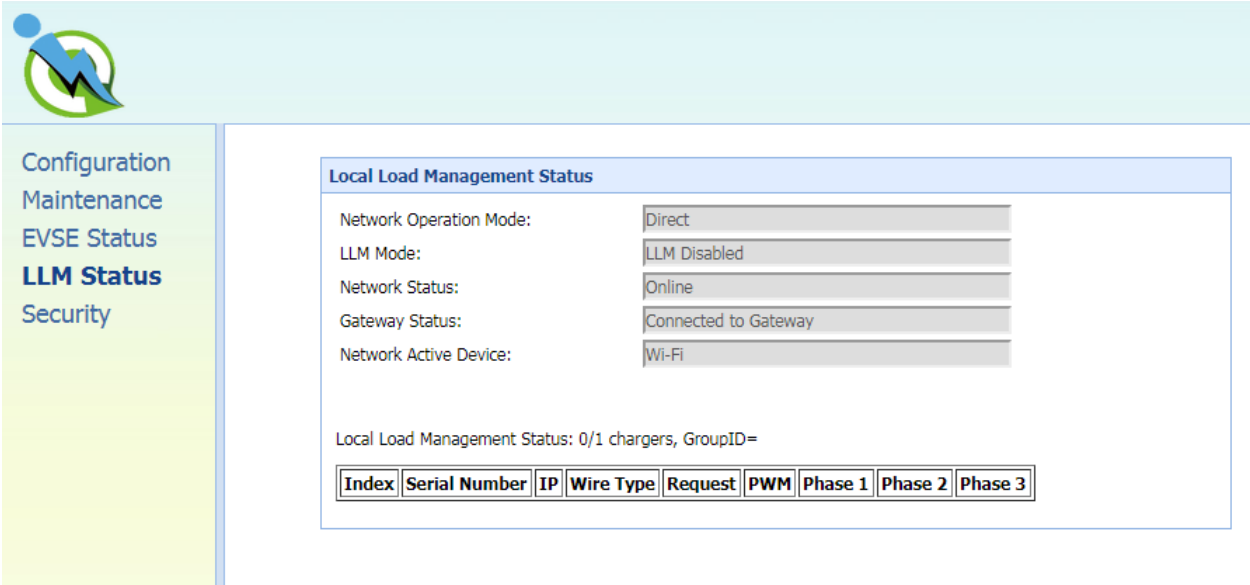 Configuration
Maintenance
EVSE Status
LLM Status
Security
Local Load Management Status
Network Operation Mode: Direct
LLM Mode: LLM Disabled
Network Status: Online
Gateway Status: Connected to Gateway
Network Active Device: Wi-Fi
Local Load Management Status: 0/1 chargers, GroupID=
Index Serial Number IP Wire Type Request PWM Phase 1 Phase 2 Phase 3